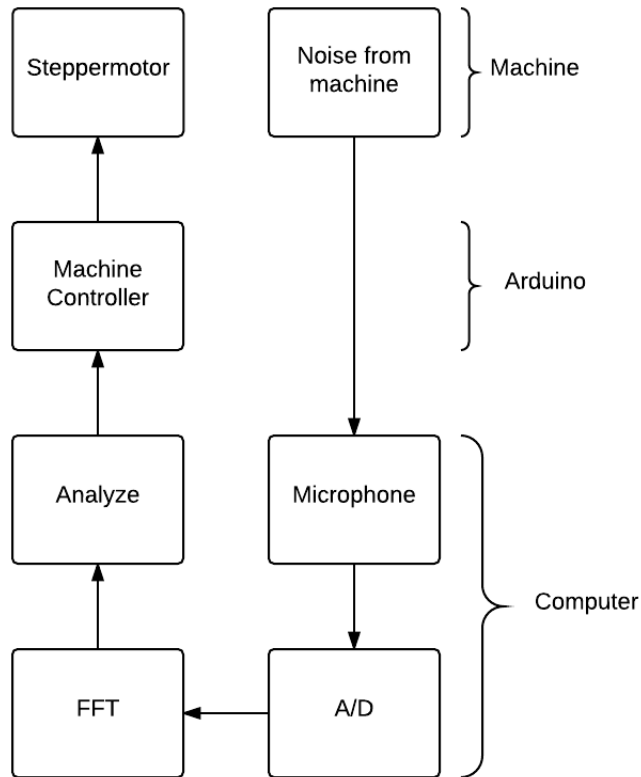 Steppermotor
Noise from
machine
Machine
Machine
Controller
Arduino
Analyze
Microphone
Computer
FFT
A/D